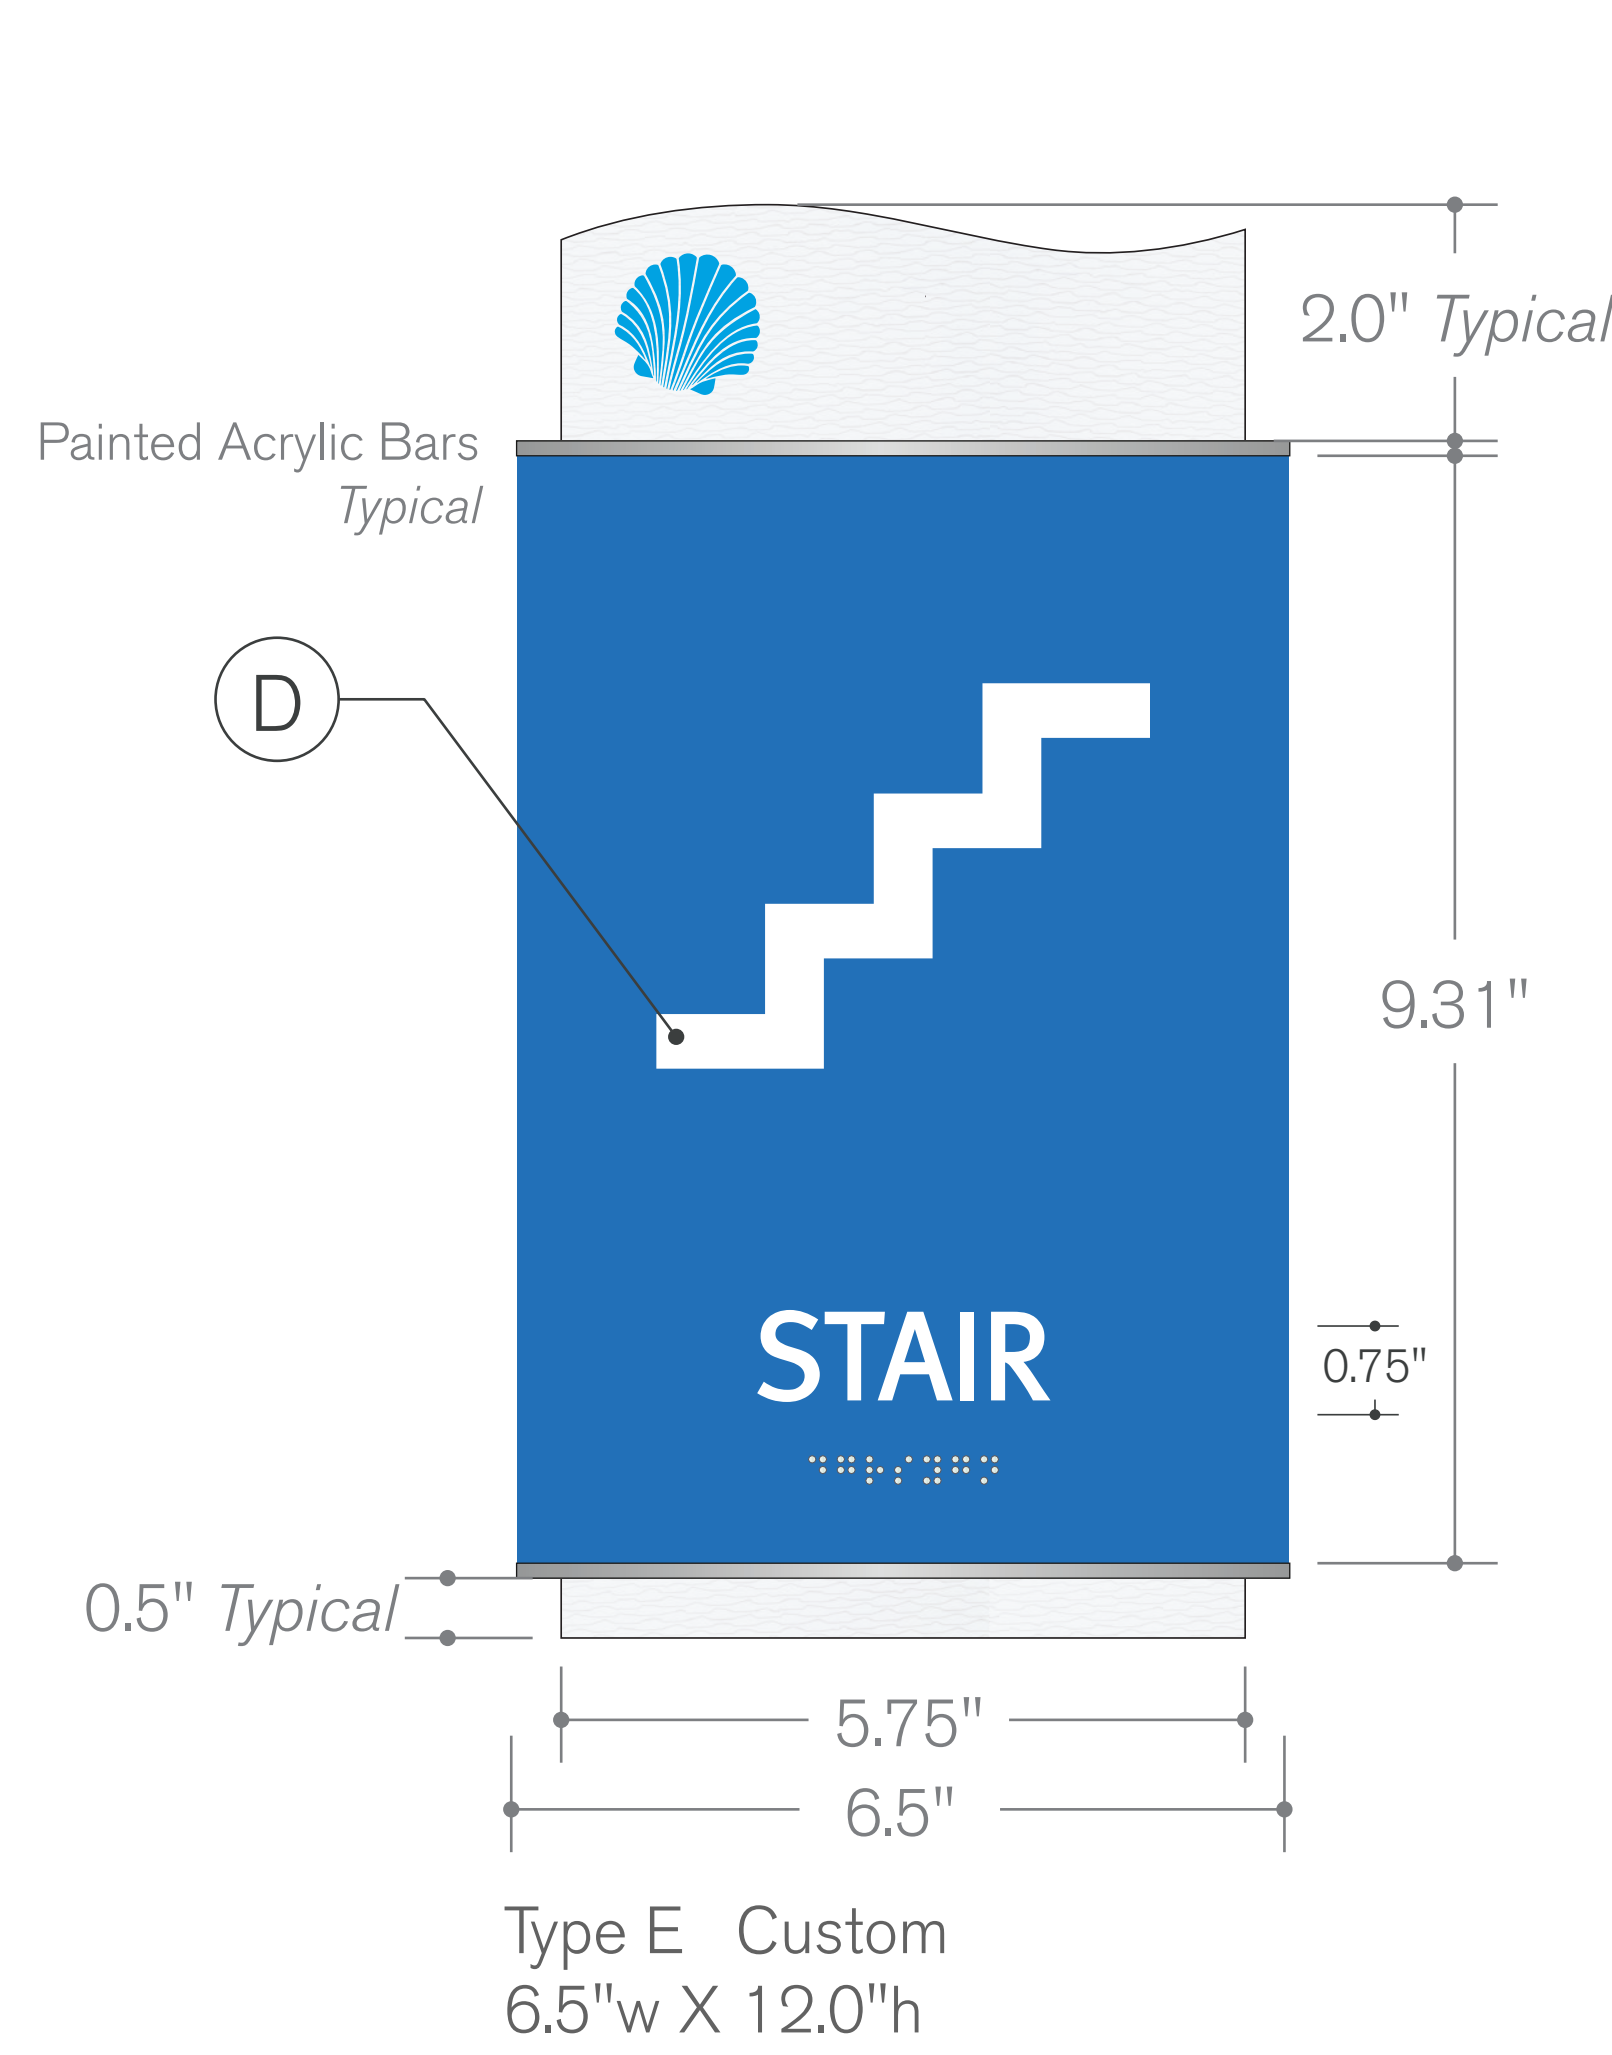 2.0" Typical
Painted Acrylic Bars
Typical
D
9.31"
STAIR
0.75"
0.5" Typical
5.75"
6.5"
Type E Custom
6.5"w X 12.0"h